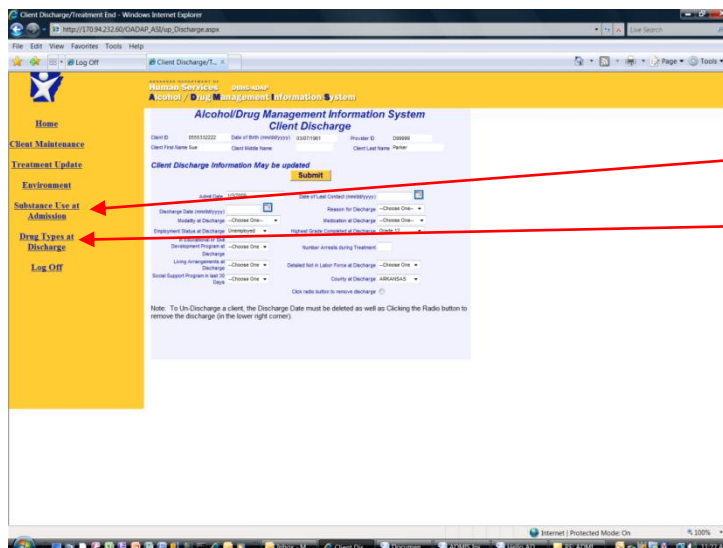 Client Discharge/Treatment End - Windows Internet Explorer
http://170.94.232.60/OADAP_ASI/up_Discharge.aspx
Live Search
File Edit View Favorites Tools Help
Log Off
Client Discharge/T...
Page
Tools
Human Services
Alcohol / Drug Management Information System
Home
Client Maintenance
Treatment Update
Environment
Substance Use at
Admission
Drug Types at
Discharge
Log Off
Alcohol/Drug Management Information System
Client Discharge
Client ID Date of Birth (mm/dd/yyyy) 03/07/1961 Provider ID
Client First Name Sue Client Middle Name Client Last Name Parker
Client Discharge Information May be updated
Submit
Admit Date Date of Last Contact (mm/dd/yyyy)
Discharge Date (mm/dd/yyyy) Reason for Discharge --Choose One--
Modality at Discharge --Choose One-- Medication at Discharge --Choose One--
Employment Status at Discharge Unemployed Highest Grade Completed at Discharge Grade 12
In Educational or Skill
Development Program at --Choose One Number Arrests during Treatment
Discharge
Living Arrangements at --Choose One Detailed Not in Labor Force at Discharge --Choose One
Discharge
Social Support Program in last 30 --Choose One County at Discharge ARKANSAS
Days
Click radio button to remove discharge
Note: To Un-Discharge a client, the Discharge Date must be deleted as well as Clicking the Radio button to
remove the discharge (in the lower right corner).
Internet | Protected Mode: On 100%
Inbox - M... Client Dis... Document...